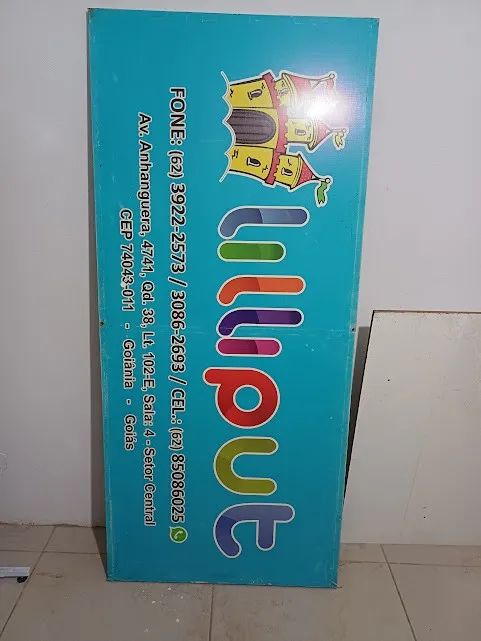 lilliput
FONE: (62) 3922-2573 / 3086-2693 / CEL.: (62) 85086025
Av. Anhanguera, 4741, Qd. 38, Lt. 102-E, Sala: 4 - Setor Central
CEP 74043-011 - Goiânia - Goiás